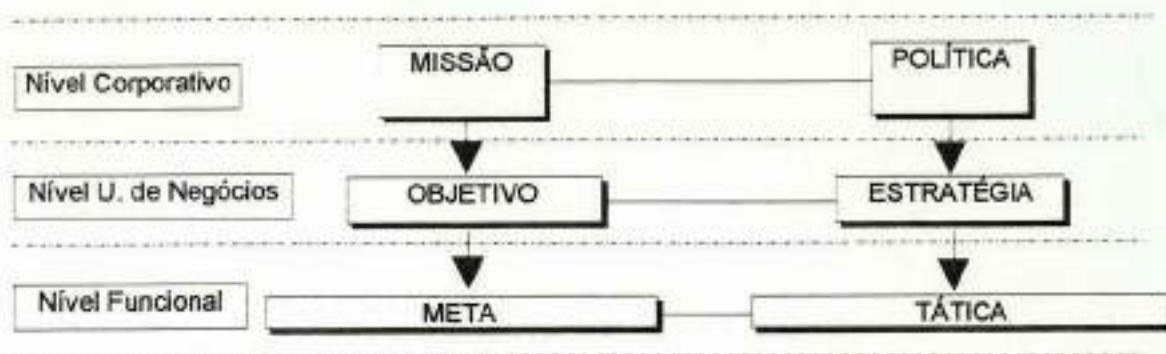 MISSÃO
POLÍTICA
Nível Corporativo
Nível U. de Negócios
OBJETIVO
ESTRATÉGIA
Nível Funcional
META
TÁTICA